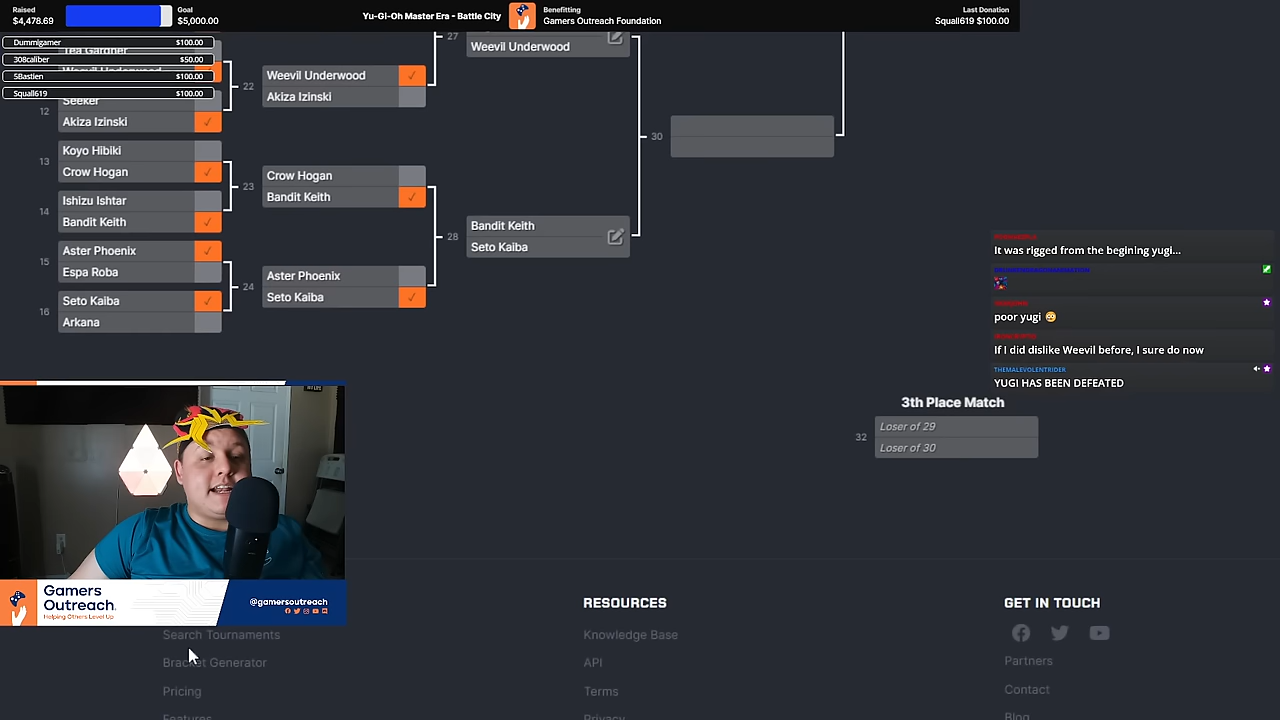 Raised
$4,478.69
Goal
$5,000.00
Yu-Gi-Oh Master Era - Battle City
Benefitting
Gamers Outreach Foundation
Last Donation
Squall619 $100.00
Dummigamer $100.00
308caliber $50.00
5Bastien $100.00
Squall619 $100.00
Tea Gardner
Weevil Underwood
12
Seeker
Akiza Izinski
13
Koyo Hibiki
Crow Hogan
14
Ishizu Ishtar
Bandit Keith
15
Aster Phoenix
Espa Roba
16
Seto Kaiba
Arkana
22
Weevil Underwood
Akiza Izinski
23
Crow Hogan
Bandit Keith
24
Aster Phoenix
Seto Kaiba
27
Weevil Underwood
28
Bandit Keith
Seto Kaiba
30
It was rigged from the begining yugi...
poor yugi
If I did dislike Weevil before, I sure do now
THEMALEVOLENTRIDER
YUGI HAS BEEN DEFEATED
3th Place Match
32
Loser of 29
Loser of 30
Gamers
Outreach
Helping Others Level Up
@gamersoutreach
Search Tournaments
Bracket Generator
Pricing
Features
RESOURCES
Knowledge Base
API
Terms
Privacy
GET IN TOUCH
Partners
Contact
Blog